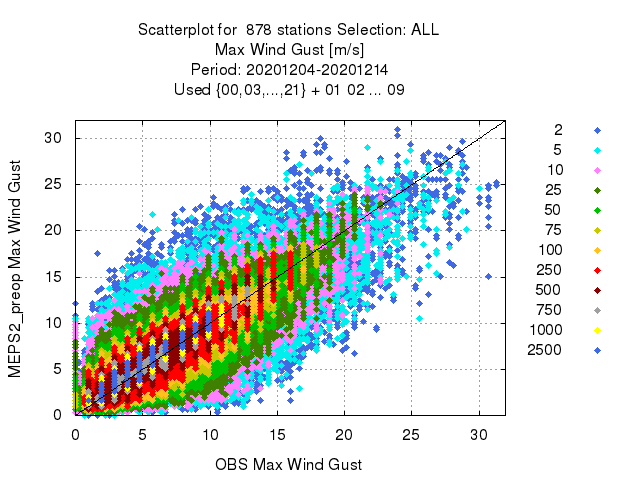 Scatterplot for 878 stations Selection: ALL
Max Wind Gust [m/s]
Period: 20201204-20201214
Used {00,03,...,21} + 01 02 ... 09
MEPS2_preop Max Wind Gust
30
25
20
15
10
5
0
0 5 10 15 20 25 30
OBS Max Wind Gust
2
5
10
25
50
75
100
250
500
750
1000
2500